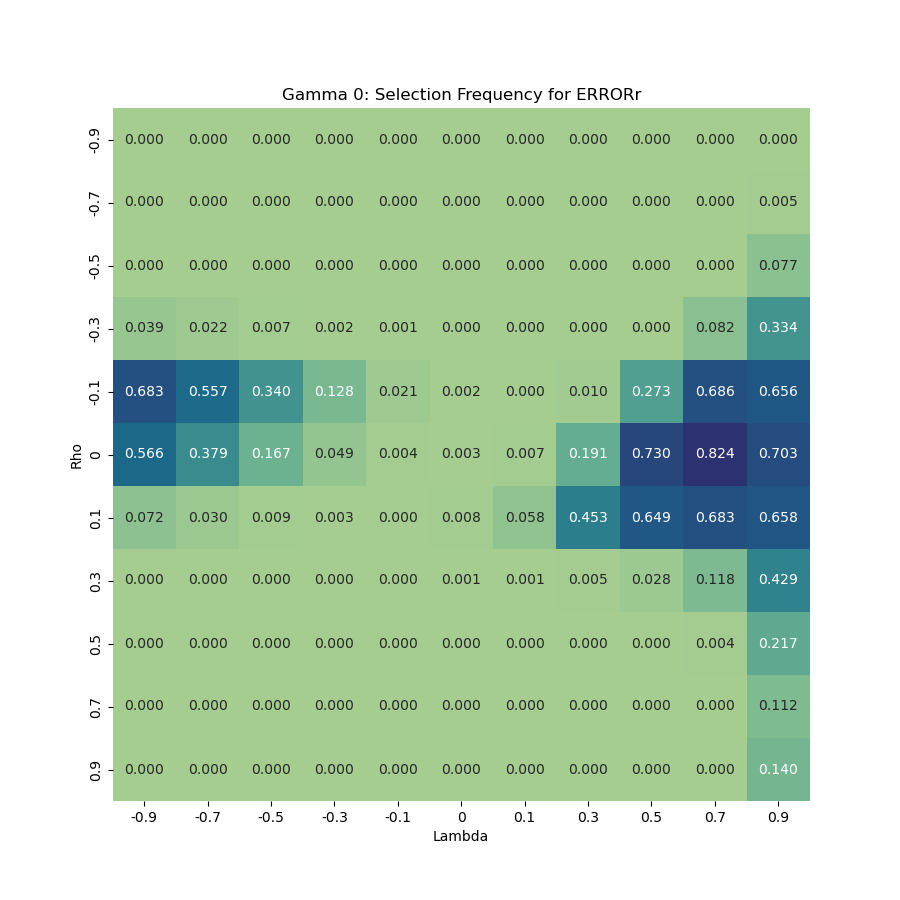 Gamma 0: Selection Frequency for ERRORr
-0.9 0.000 0.000 0.000 0.000 0.000 0.000 0.000 0.000 0.000 0.000 0.000
-0.7 0.000 0.000 0.000 0.000 0.000 0.000 0.000 0.000 0.000 0.000 0.005
-0.5 0.000 0.000 0.000 0.000 0.000 0.000 0.000 0.000 0.000 0.000 0.077
-0.3 0.039 0.022 0.007 0.002 0.001 0.000 0.000 0.000 0.000 0.082 0.334
-0.1 0.683 0.557 0.340 0.128 0.021 0.002 0.000 0.010 0.273 0.686 0.656
Rho
0 0.566 0.379 0.167 0.049 0.004 0.003 0.007 0.191 0.730 0.824 0.703
0.1 0.072 0.030 0.009 0.003 0.000 0.008 0.058 0.453 0.649 0.683 0.658
0.3 0.000 0.000 0.000 0.000 0.000 0.001 0.001 0.005 0.028 0.118 0.429
0.5 0.000 0.000 0.000 0.000 0.000 0.000 0.000 0.000 0.000 0.004 0.217
0.7 0.000 0.000 0.000 0.000 0.000 0.000 0.000 0.000 0.000 0.000 0.112
0.9 0.000 0.000 0.000 0.000 0.000 0.000 0.000 0.000 0.000 0.000 0.140
-0.9 -0.7 -0.5 -0.3 -0.1 0 0.1 0.3 0.5 0.7 0.9
Lambda